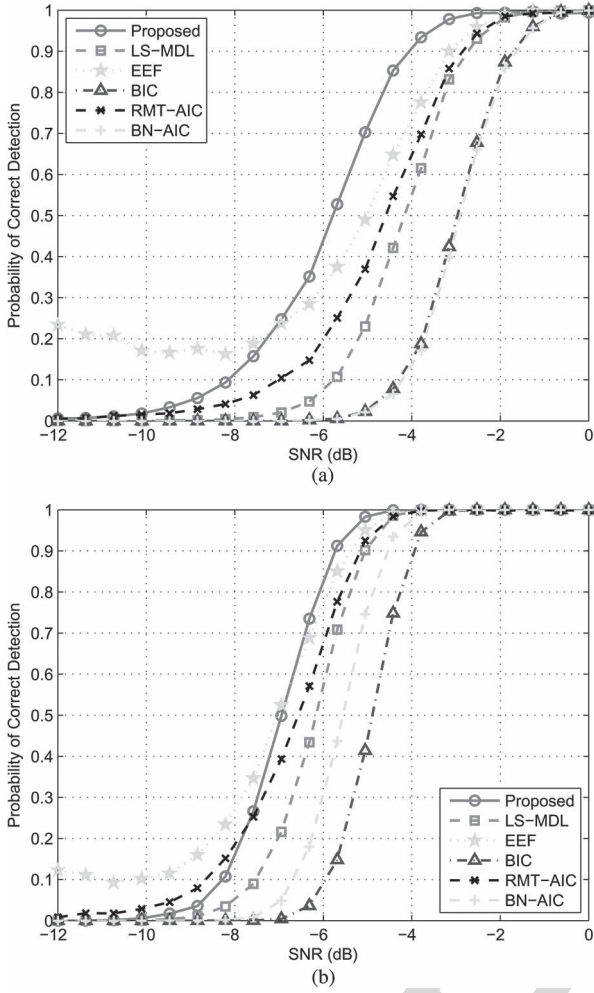 1
0.9
0.8
0.7
0.6
0.5
0.4
0.3
0.2
0.1
0
Probability of Correct Detection
Proposed
LS−MDL
EEF
BIC
RMT−AIC
BN−AIC
−12
−10
−8
−6
−4
−2
0
SNR (dB)
(a)
1
0.9
0.8
0.7
0.6
0.5
0.4
0.3
0.2
0.1
0
Probability of Correct Detection
Proposed
LS−MDL
EEF
BIC
RMT−AIC
BN−AIC
−12
−10
−8
−6
−4
−2
0
SNR (dB)
(b)